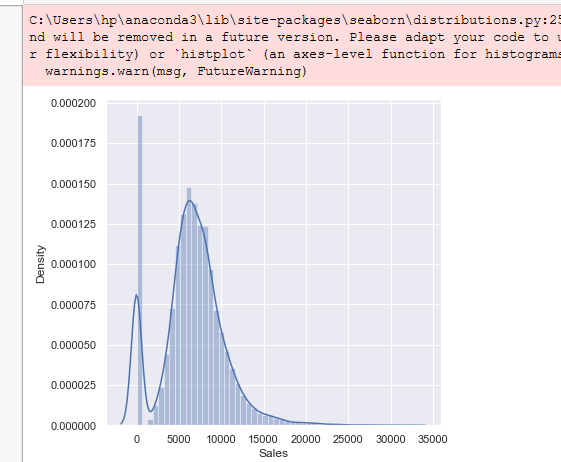 C:\Users\hp\anaconda3\lib\site-packages\seaborn\distributions.py:25
nd will be removed in a future version. Please adapt your code to u
r flexibility) or `histplot` (an axes-level function for histograms
warnings.warn(msg, FutureWarning)
0.000200
0.000175
0.000150
0.000125
0.000100
0.000075
0.000050
0.000025
0.000000
Density
0 5000 10000 15000 20000 25000 30000 35000
Sales